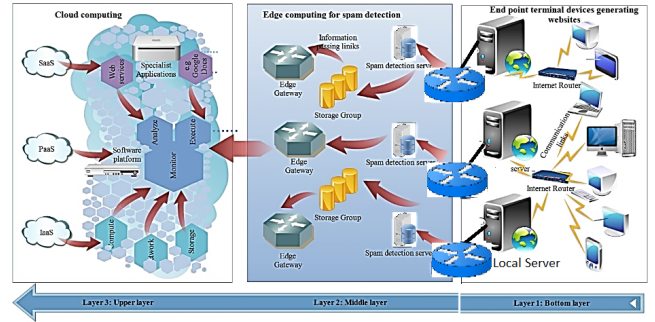 Cloud computing
SaaS
Web
services
Specialist
Applications
e.g
Google
Docs
Analyze
Execute
PaaS
Software
platform
Monitor
IaaS
Compute
Storage
Edge computing for spam detection
Information
passing liniks
Edge
Gateway
Spam detection server
Storage Group
Edge
Gateway
Spam detection server
Storage Group
Edge
Gateway
Spam detection server
End point terminal devices generating
websites
Internet Router
Communication
links
server
Internet Router
Local Server
Layer 3: Upper layer
Layer 2: Middle layer
Layer 1: Bottom layer